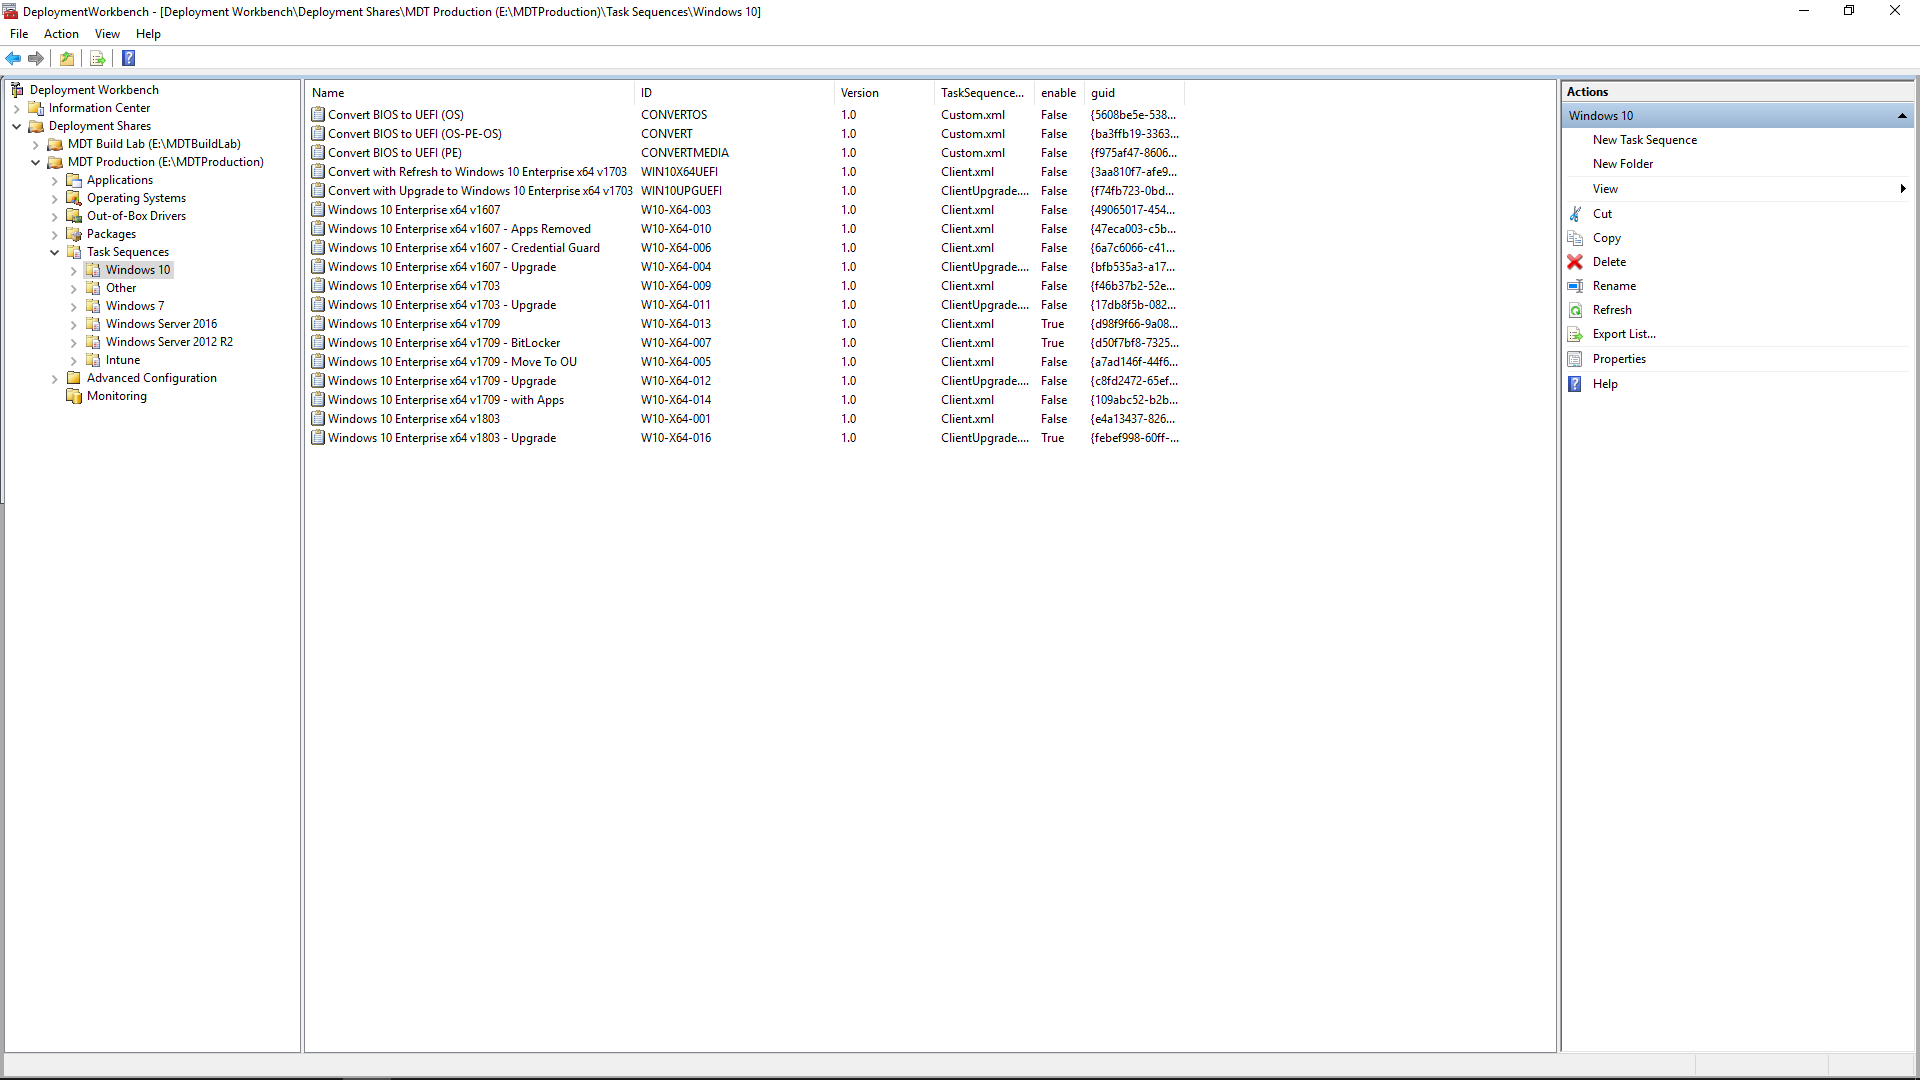 DeploymentWorkbench - [Deployment Workbench\Deployment Shares\MDT Production (E:\MDTProduction)\Task Sequences\Windows 10]
File Action View Help
Deployment Workbench
Information Center
Deployment Shares
MDT Build Lab (E:\MDTBuildLab)
MDT Production (E:\MDTProduction)
Applications
Operating Systems
Out-of-Box Drivers
Packages
Task Sequences
Windows 10
Other
Windows 7
Windows Server 2016
Windows Server 2012 R2
Intune
Advanced Configuration
Monitoring
Name ID Version TaskSequence... enable guid
Convert BIOS to UEFI (OS) CONVERTOS 1.0 Custom.xml False {5608be5e-538...
Convert BIOS to UEFI (OS-PE-OS) CONVERT 1.0 Custom.xml False {ba3ffb19-3363...
Convert BIOS to UEFI (PE) CONVERTMEDIA 1.0 Custom.xml False {f975af47-8606...
Convert with Refresh to Windows 10 Enterprise x64 v1703 WIN10X64UEFI 1.0 Client.xml False {3aa810f7-afe9...
Convert with Upgrade to Windows 10 Enterprise x64 v1703 WIN10UPGUEFI 1.0 ClientUpgrade.... False {f74fb723-0bd...
Windows 10 Enterprise x64 v1607 W10-X64-003 1.0 Client.xml False {49065017-454...
Windows 10 Enterprise x64 v1607 - Apps Removed W10-X64-010 1.0 Client.xml False {47eca003-c5b...
Windows 10 Enterprise x64 v1607 - Credential Guard W10-X64-006 1.0 Client.xml False {6a7c6066-c41...
Windows 10 Enterprise x64 v1607 - Upgrade W10-X64-004 1.0 ClientUpgrade.... False {bfb535a3-a17...
Windows 10 Enterprise x64 v1703 W10-X64-009 1.0 Client.xml False {f46b37b2-52e...
Windows 10 Enterprise x64 v1703 - Upgrade W10-X64-011 1.0 ClientUpgrade.... False {17db8f5b-082...
Windows 10 Enterprise x64 v1709 W10-X64-013 1.0 Client.xml True {d98f9f66-9a08...
Windows 10 Enterprise x64 v1709 - BitLocker W10-X64-007 1.0 Client.xml True {d50f7bf8-7325...
Windows 10 Enterprise x64 v1709 - Move To OU W10-X64-005 1.0 Client.xml False {a7ad146f-44f6...
Windows 10 Enterprise x64 v1709 - Upgrade W10-X64-012 1.0 ClientUpgrade.... False {c8fd2472-65ef...
Windows 10 Enterprise x64 v1709 - with Apps W10-X64-014 1.0 Client.xml False {109abc52-b2b...
Windows 10 Enterprise x64 v1803 W10-X64-001 1.0 Client.xml False {e4a13437-826...
Windows 10 Enterprise x64 v1803 - Upgrade W10-X64-016 1.0 ClientUpgrade.... True {febef998-60ff-...
Actions
Windows 10
New Task Sequence
New Folder
View
Cut
Copy
Delete
Rename
Refresh
Export List...
Properties
Help